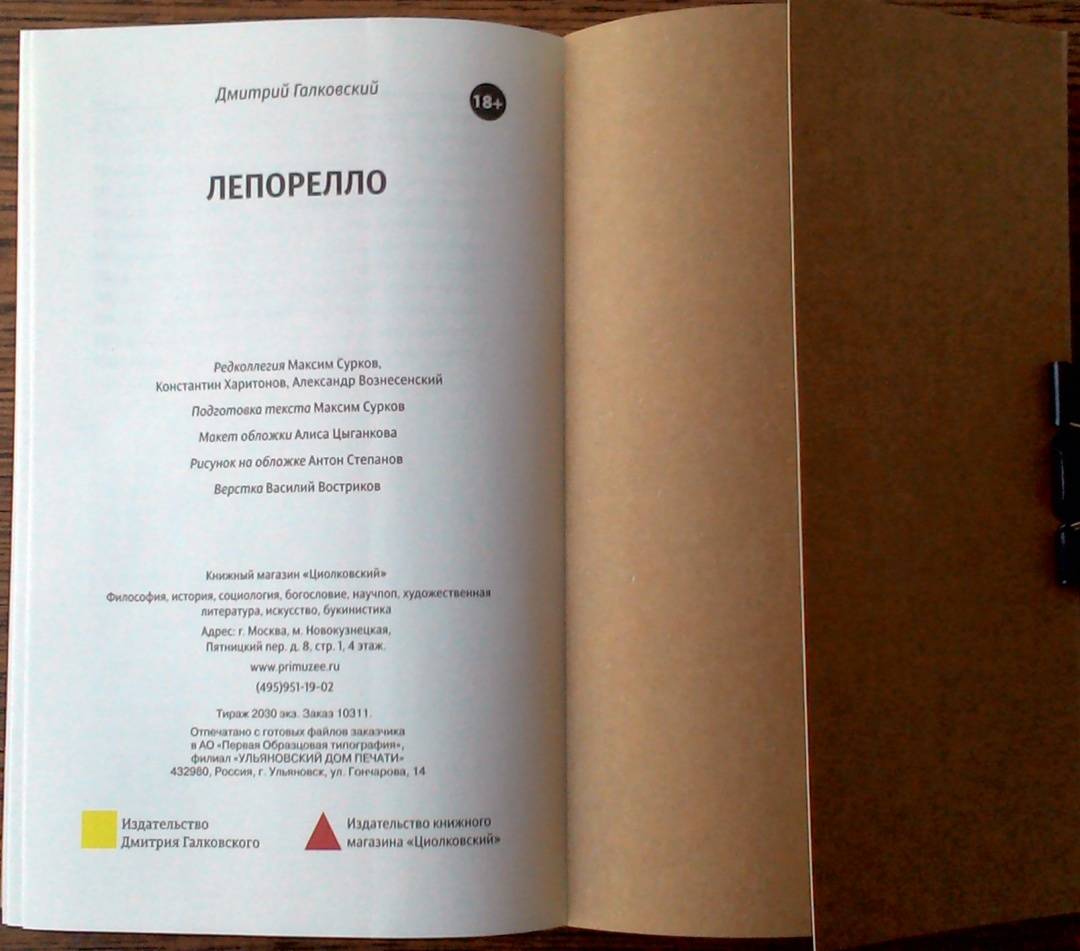 Дмитрий Галковский
18+
ЛЕПОРЕЛЛО
Редколлегия Максим Сурков,
Константин Харитонов, Александр Вознесенский
Подготовка текста Максим Сурков
Макет обложки Алиса Цыганкова
Рисунок на обложке Антон Степанов
Верстка Василий Востриков
Книжный магазин «Циолковский»
Философия, история, социология, богословие, научпоп, художественная
литература, искусство, букинистика
Адрес: г. Москва, м. Новокузнецкая,
Пятницкий пер. д. 8, стр. 1, 4 этаж.
www.primuzee.ru
(495)951-19-02
Тираж 2030 экз. Заказ 10311.
Отпечатано с готовых файлов заказчика
в АО «Первая Образцовая типография»,
филиал «УЛЬЯНОВСКИЙ ДОМ ПЕЧАТИ»
432980, Россия, г. Ульяновск, ул. Гончарова, 14
Издательство
Дмитрия Галковского
Издательство книжного
магазина «Циолковский»